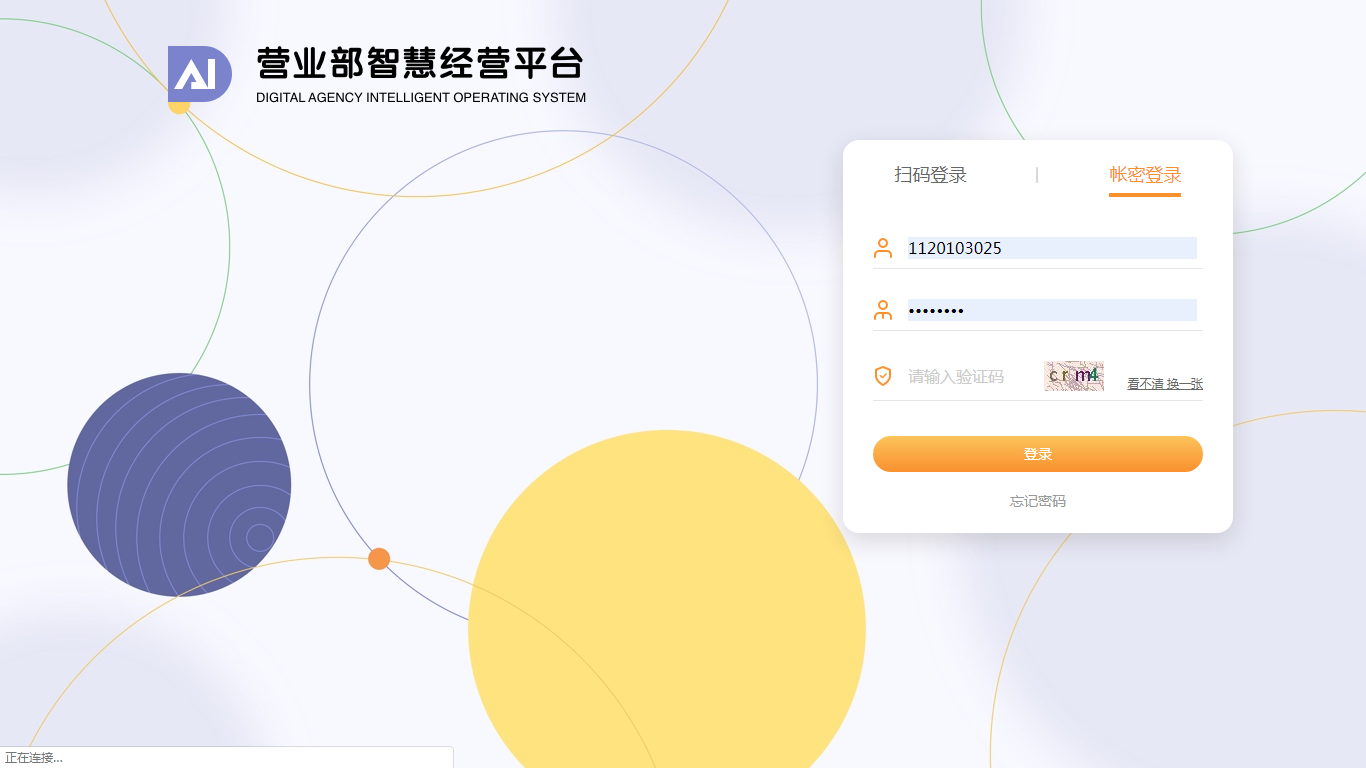 AI
营业部智慧经营平台
DIGITAL AGENCY INTELLIGENT OPERATING SYSTEM
扫码登录 | 帐密登录
1120103025
••••••••
请输入验证码 crm4 看不清 换一张
登录
忘记密码
正在连接...